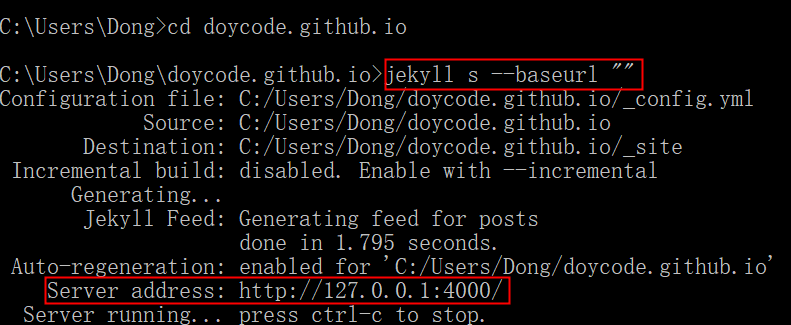 C:\Users\Dong>cd doycode.github.io
C:\Users\Dong\doycode.github.io>jekyll s --baseurl ""
Configuration file: C:/Users/Dong/doycode.github.io/_config.yml
Source: C:/Users/Dong/doycode.github.io
Destination: C:/Users/Dong/doycode.github.io/_site
Incremental build: disabled. Enable with --incremental
Generating...
Jekyll Feed: Generating feed for posts
done in 1.795 seconds.
Auto-regeneration: enabled for 'C:/Users/Dong/doycode.github.io'
Server address: http://127.0.0.1:4000/
Server running... press ctrl-c to stop.